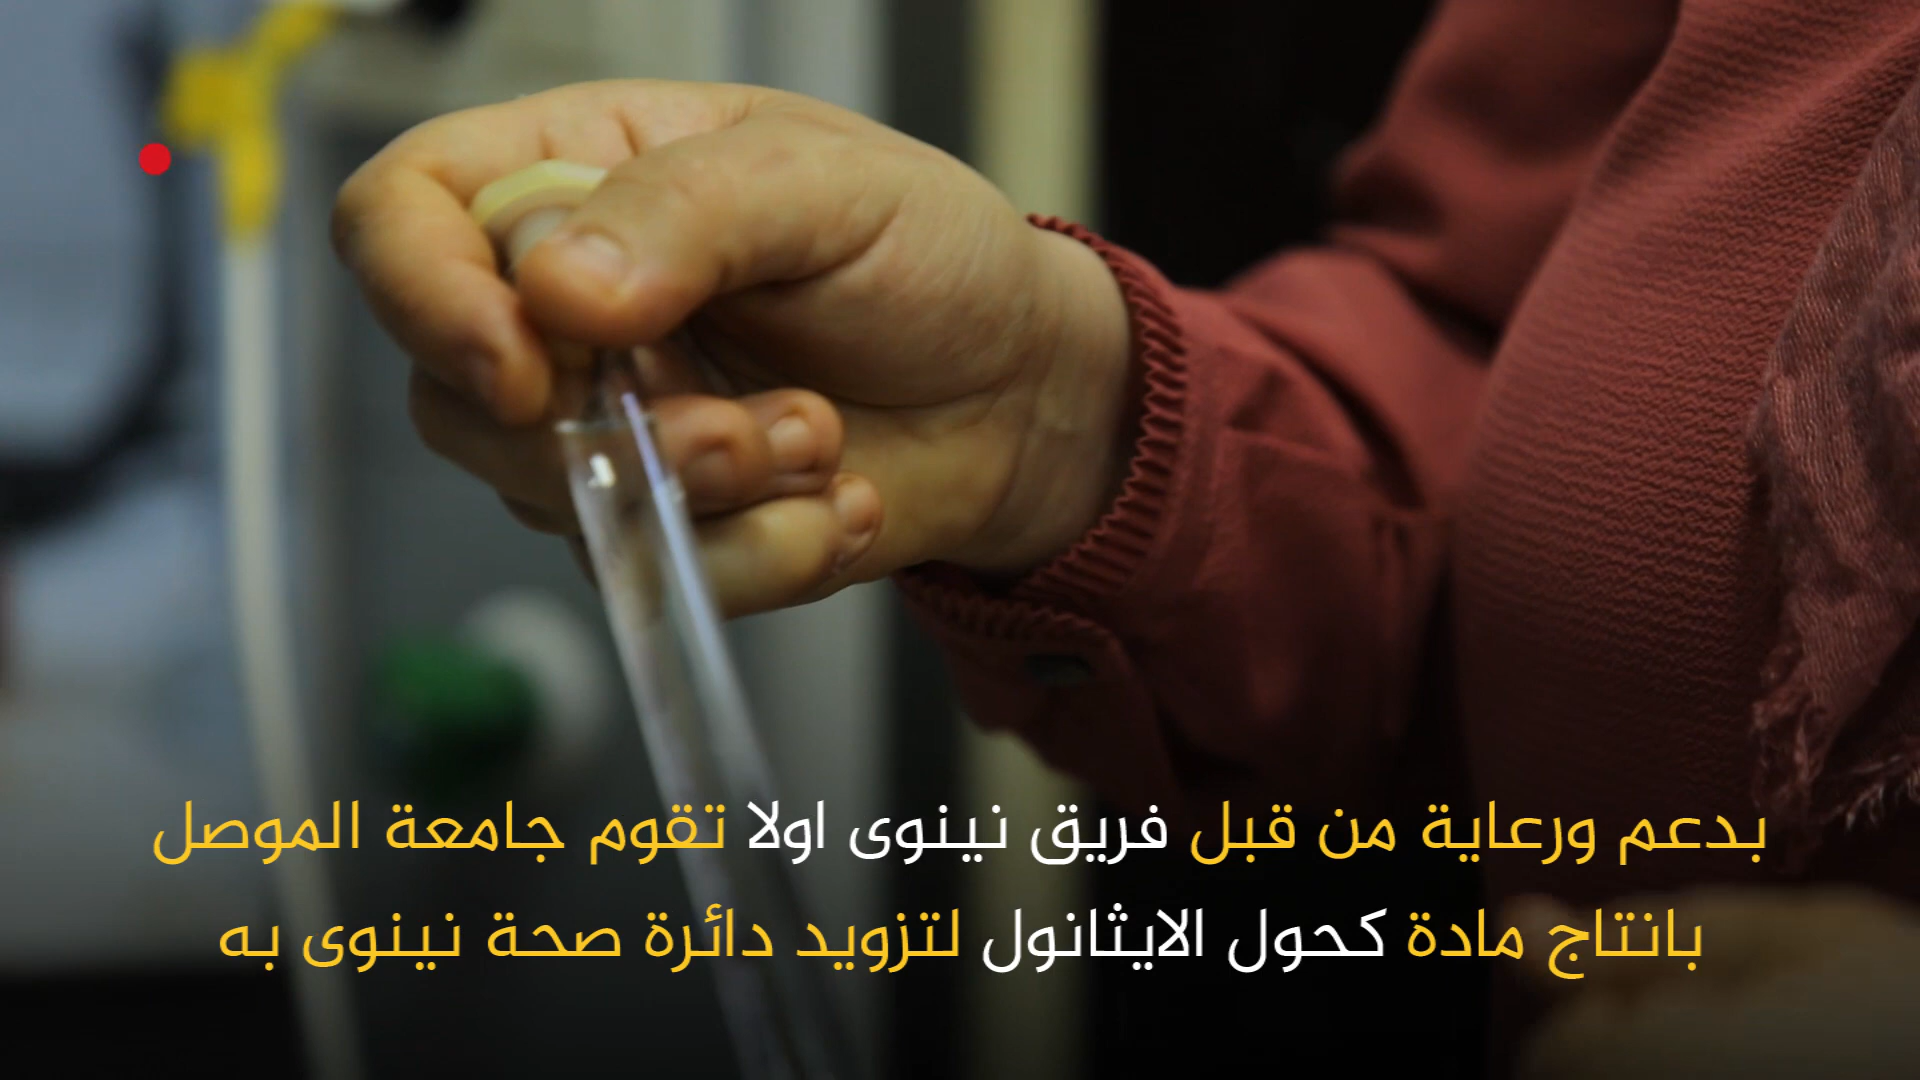 بدعم ورعاية من قبل فريق نينوى اولا تقوم جامعة الموصل
بانتاج مادة كحول الايثانول لتزويد دائرة صحة نينوى به